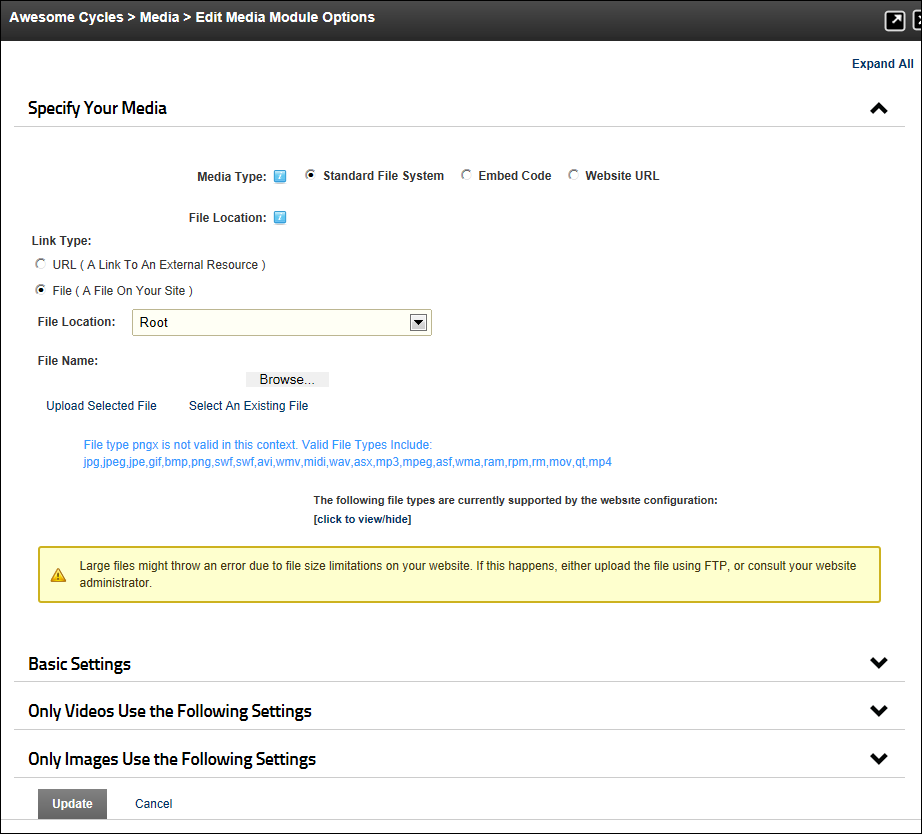 Awesome Cycles > Media > Edit Media Module Options
Expand All
Specify Your Media
Media Type: Standard File System Embed Code Website URL
File Location:
Link Type:
URL ( A Link To An External Resource )
File ( A File On Your Site )
File Location: Root
File Name:
Browse...
Upload Selected File Select An Existing File
File type pngx is not valid in this context. Valid File Types Include:
jpg,jpeg,jpe,gif,bmp,png,swf,swf,avi,wmv,midi,wav,asx,mp3,mpeg,asf,wma,ram,rpm,rm,mov,qt,mp4
The following file types are currently supported by the website configuration:
[click to view/hide]
Large files might throw an error due to file size limitations on your website. If this happens, either upload the file using FTP, or consult your website
administrator.
Basic Settings
Only Videos Use the Following Settings
Only Images Use the Following Settings
Update Cancel